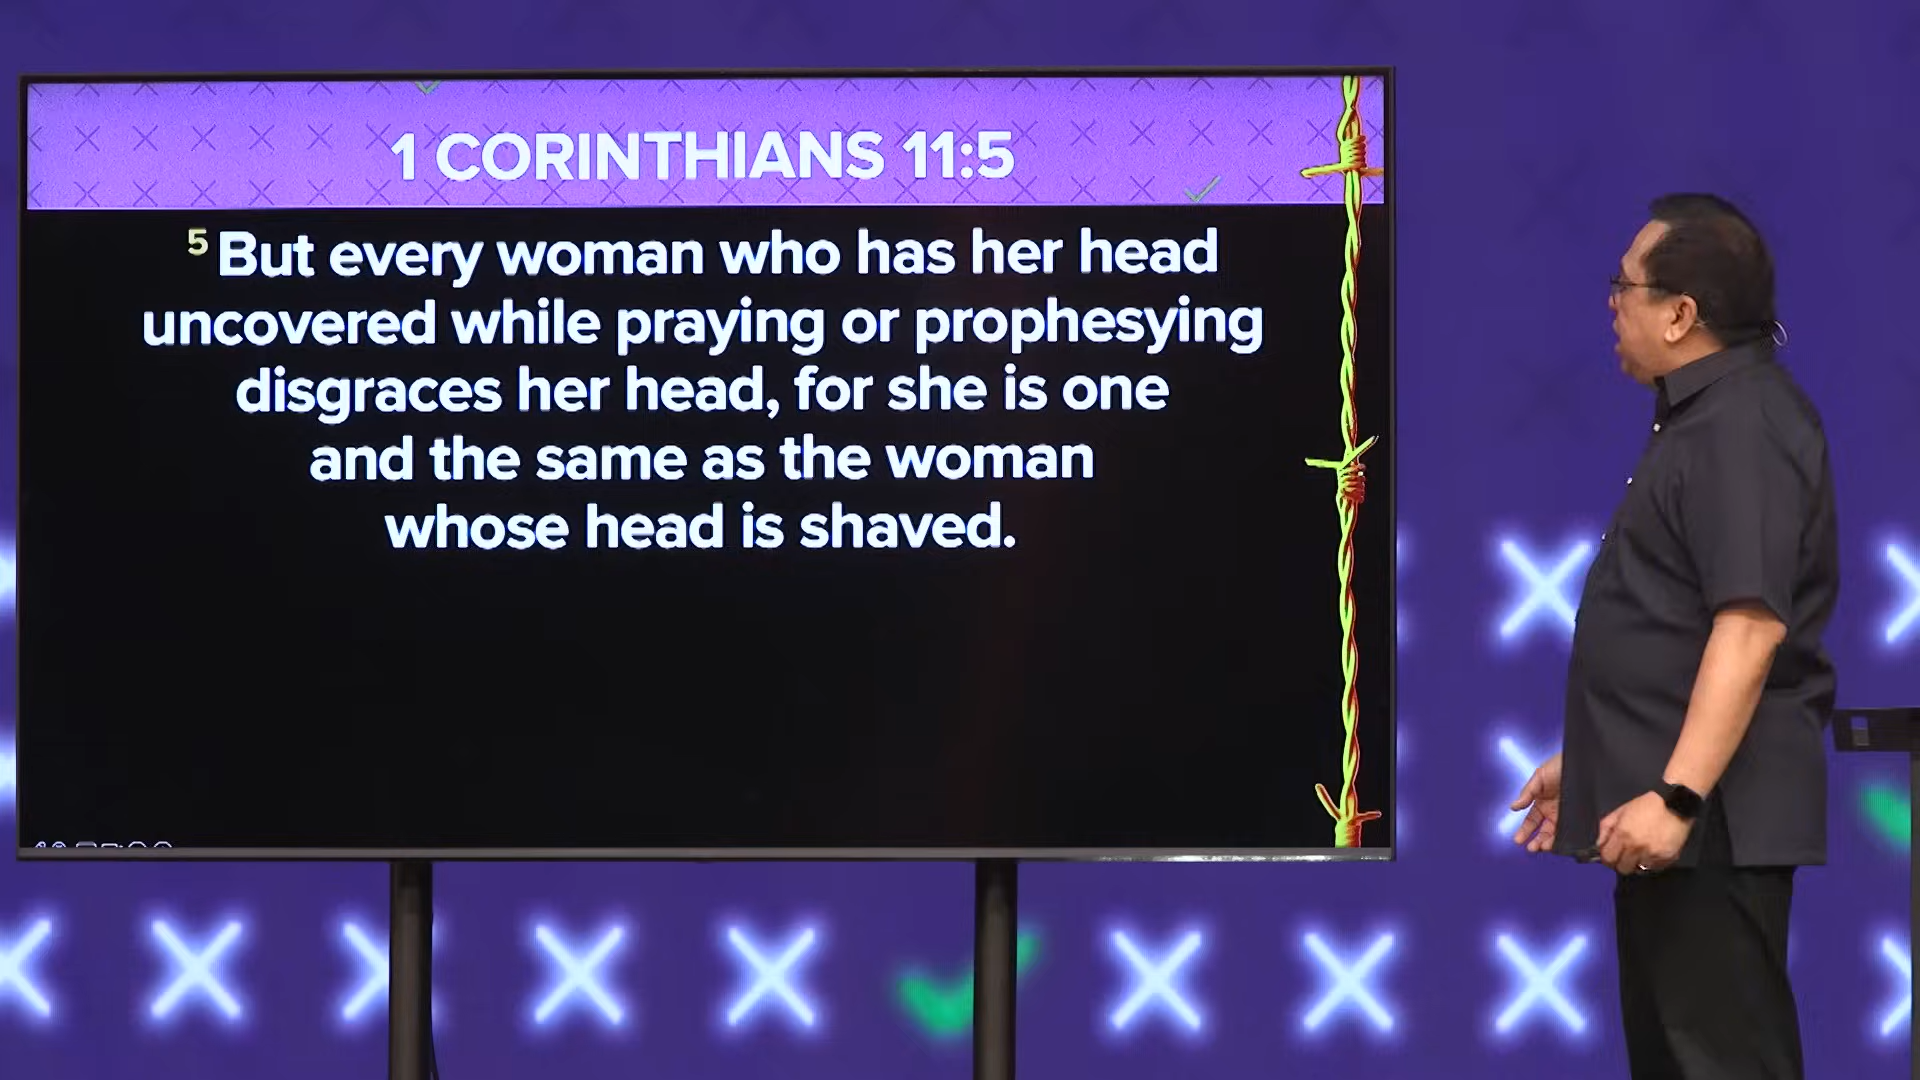 1 CORINTHIANS 11:5
5 But every woman who has her head
uncovered while praying or prophesying
disgraces her head, for she is one
and the same as the woman
whose head is shaved.